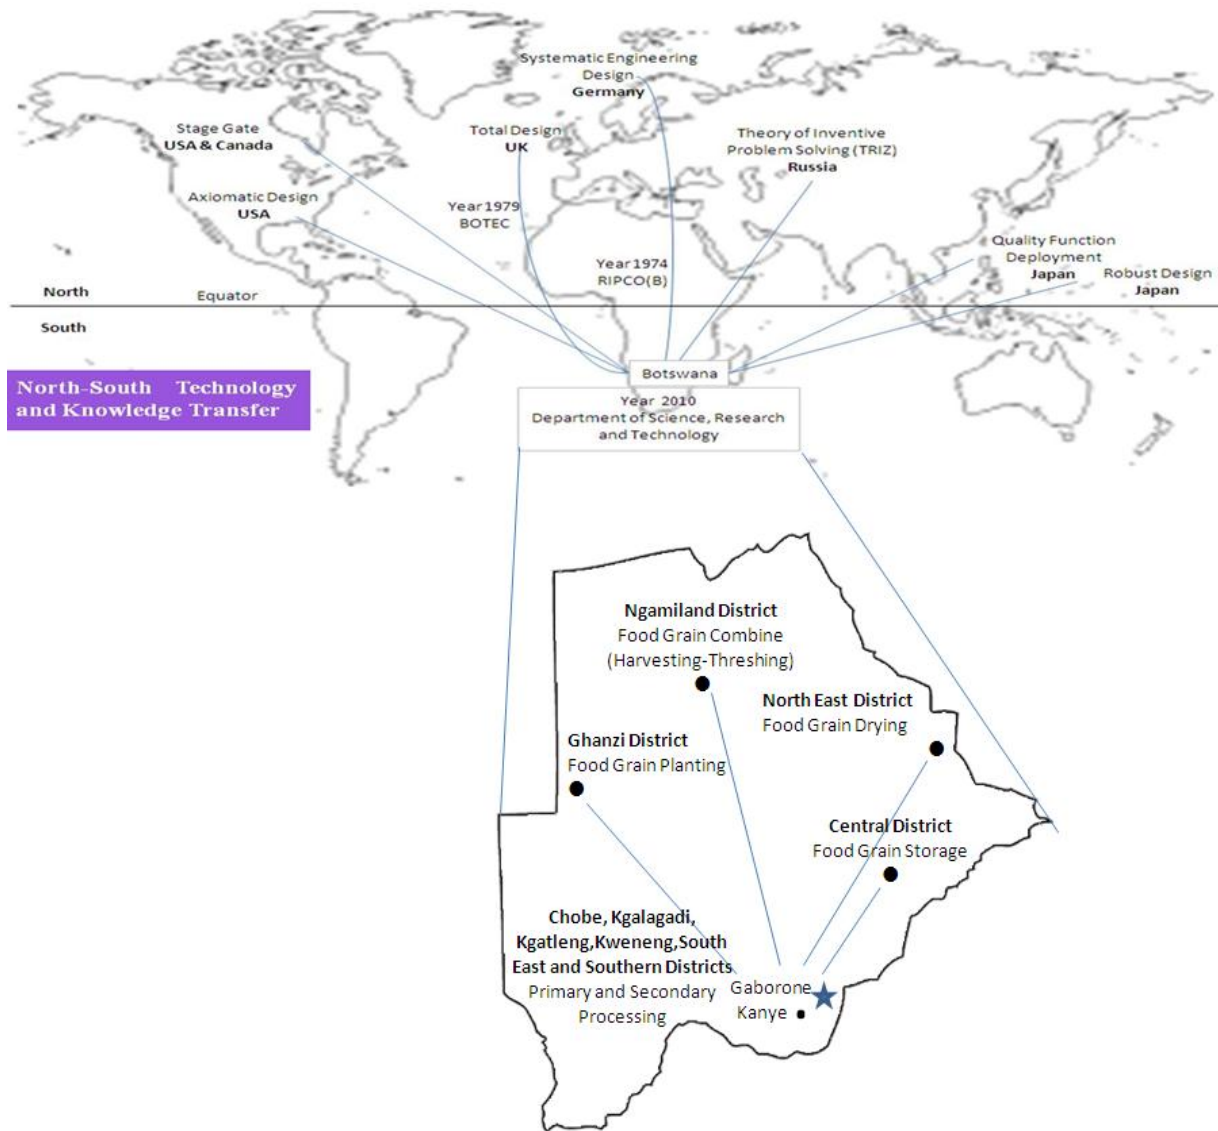 Systematic Engineering
Design
Germany
Stage Gate
USA & Canada
Total Design
UK
Theory of Inventive
Problem Solving (TRIZ)
Russia
Axiomatic Design
USA
Year 1979
BOTEC
Year 1974
RIPCO(B)
Quality Function
Deployment
Japan
Robust Design
Japan
North
Equator
South
Botswana
North-South Technology
and Knowledge Transfer
Year 2010
Department of Science, Research
and Technology
Ngamiland District
Food Grain Combine
(Harvesting-Threshing)
North East District
Food Grain Drying
Ghanzi District
Food Grain Planting
Central District
Food Grain Storage
Chobe, Kgalagadi,
Kgatleng,Kweneng,South
East and Southern Districts
Primary and Secondary
Processing
Gaborone
Kanye